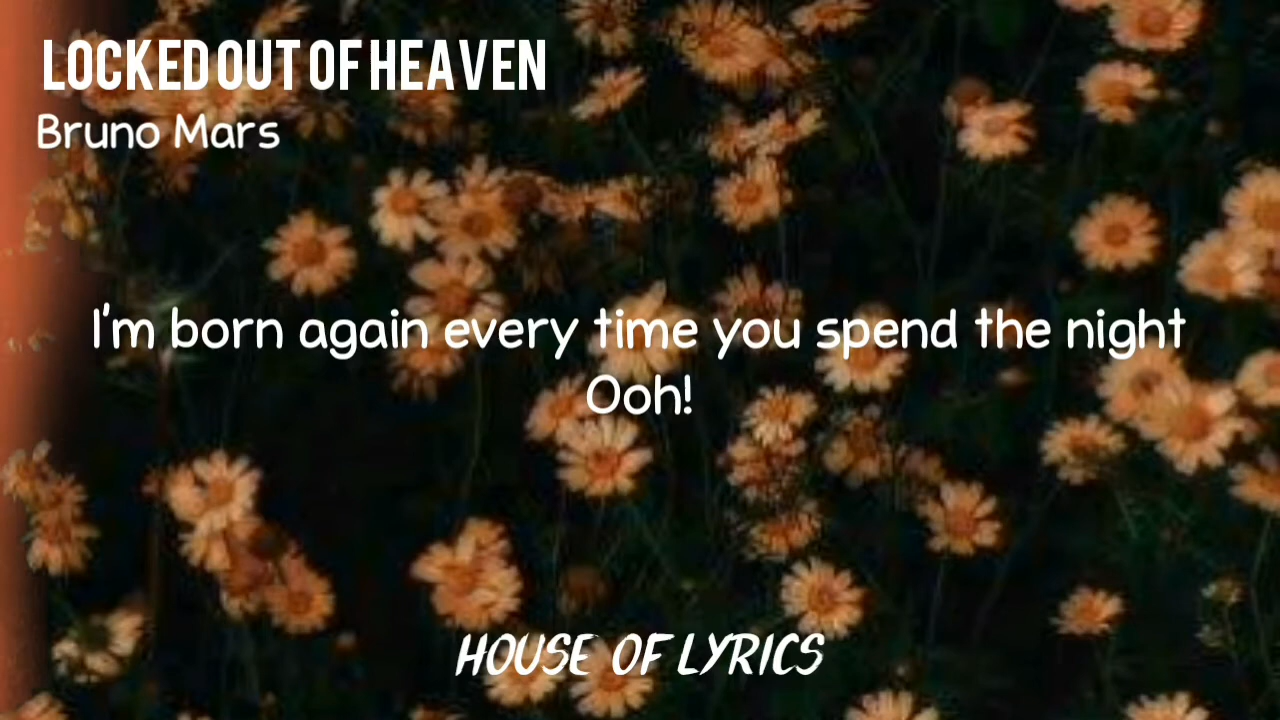 LOCKED OUT OF HEAVEN
Bruno Mars
I'm born again every time you spend the night
Ooh!
HOUSE OF LYRICS